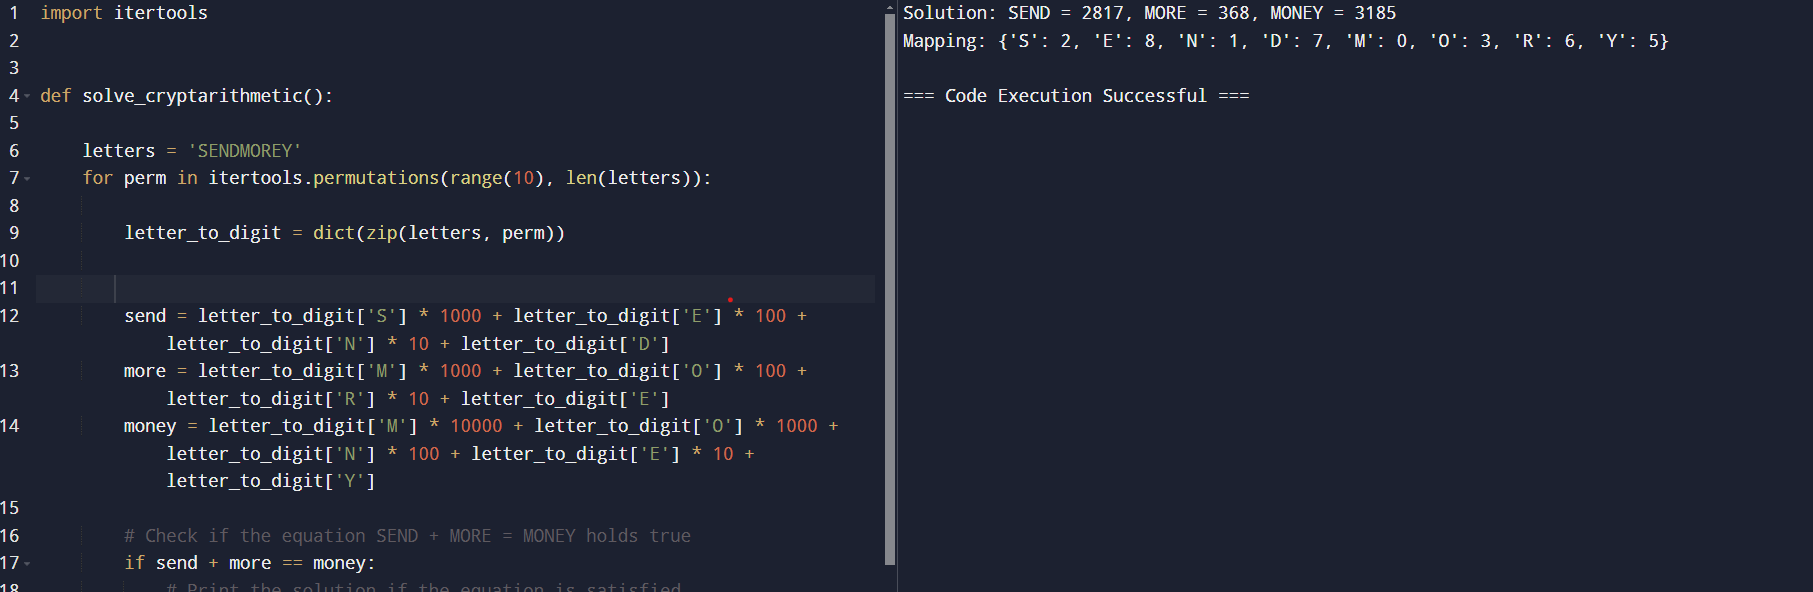 1 import itertools
2
3
4 def solve_cryptarithmetic():
5
6 letters = 'SENDMOREY'
7 for perm in itertools.permutations(range(10), len(letters)):
8
9 letter_to_digit = dict(zip(letters, perm))
10
11
12 send = letter_to_digit['S'] * 1000 + letter_to_digit['E'] * 100 +
letter_to_digit['N'] * 10 + letter_to_digit['D']
13 more = letter_to_digit['M'] * 1000 + letter_to_digit['O'] * 100 +
letter_to_digit['R'] * 10 + letter_to_digit['E']
14 money = letter_to_digit['M'] * 10000 + letter_to_digit['O'] * 1000 +
letter_to_digit['N'] * 100 + letter_to_digit['E'] * 10 +
letter_to_digit['Y']
15
16 # Check if the equation SEND + MORE = MONEY holds true
17 if send + more == money:
18 # Print the solution if the equation is satisfied
Solution: SEND = 2817, MORE = 368, MONEY = 3185
Mapping: {'S': 2, 'E': 8, 'N': 1, 'D': 7, 'M': 0, 'O': 3, 'R': 6, 'Y': 5}
=== Code Execution Successful ===